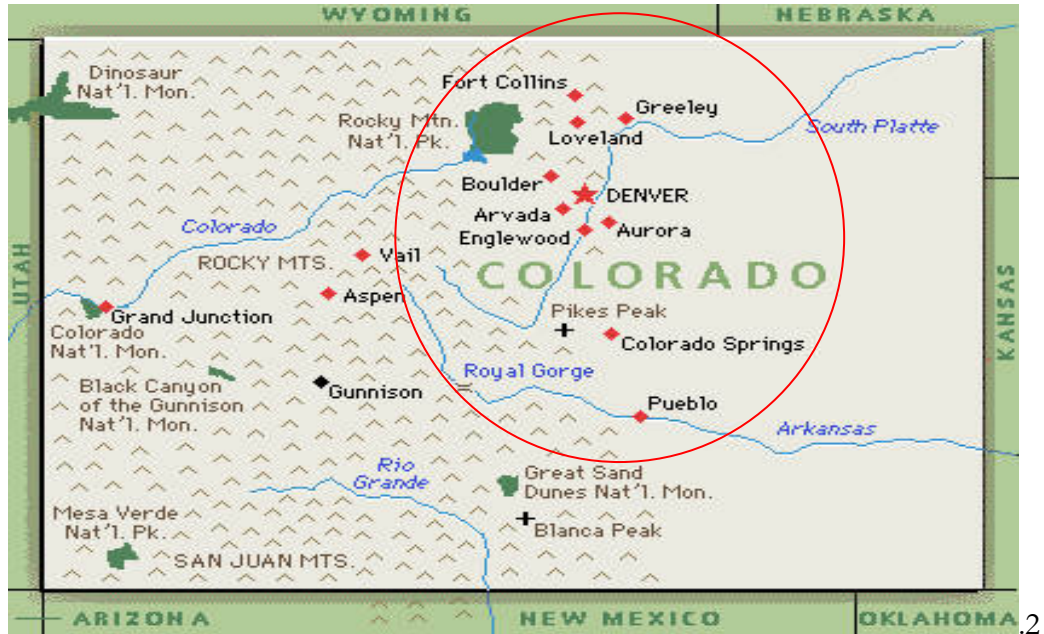 WYOMING
NEBRASKA
Dinosaur
Nat'l. Mon.
Fort Collins
Greeley
Rocky Mtn.
Nat'l. Pk.
Loveland
South Platte
Boulder
DENVER
Arvada
Aurora
Englewood
Colorado
Vail
ROCKY MTS.
COLORADO
UTAH
KANSAS
Aspen
Grand Junction
Pikes Peak
Colorado
Nat'l. Mon.
Colorado Springs
Royal Gorge
Black Canyon
of the Gunnison
Nat'l. Mon.
Gunnison
Pueblo
Arkansas
Rio
Grande
Great Sand
Dunes Nat'l. Mon.
Mesa Verde
Nat'l. Pk.
Blanca Peak
SAN JUAN MTS.
ARIZONA
NEW MEXICO
OKLAHOMA
.2